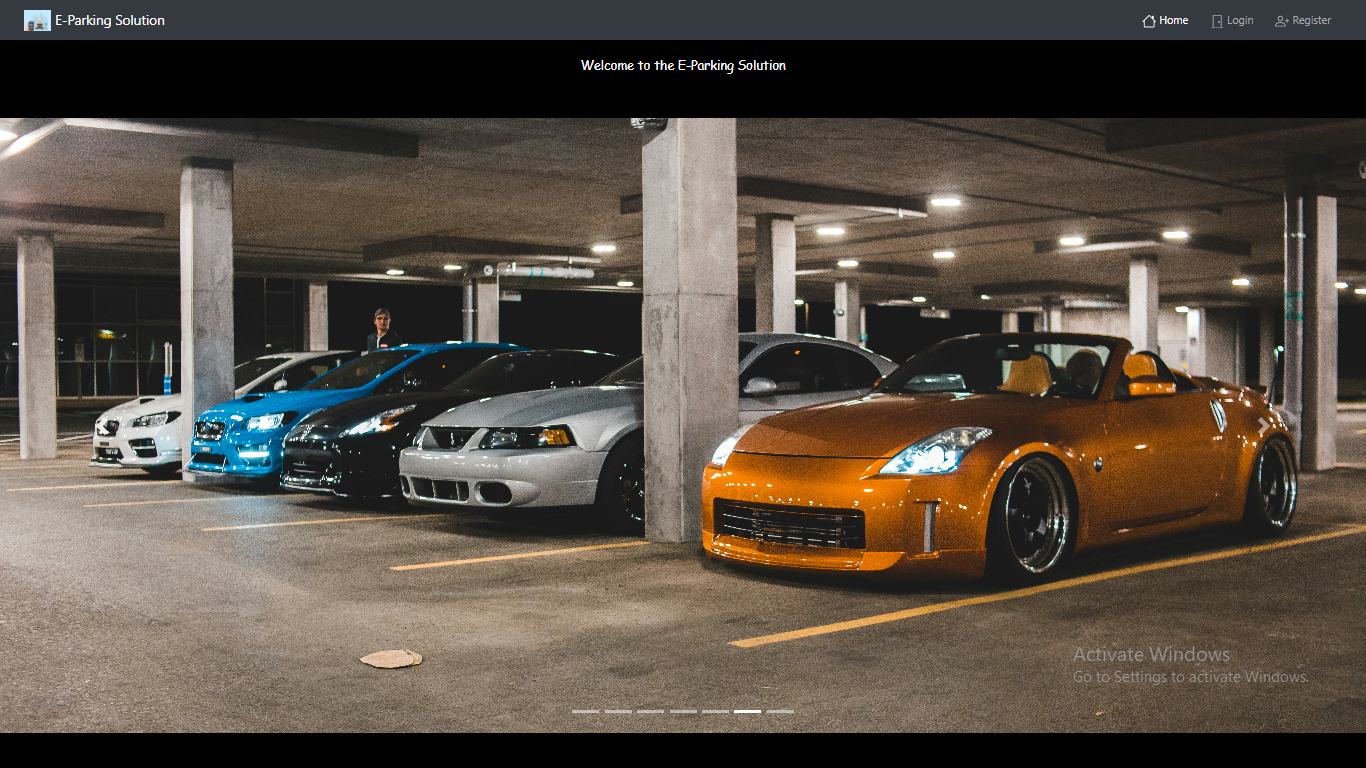 E-Parking Solution
Home
Login
Register
Welcome to the E-Parking Solution
Activate Windows
Go to Settings to activate Windows.